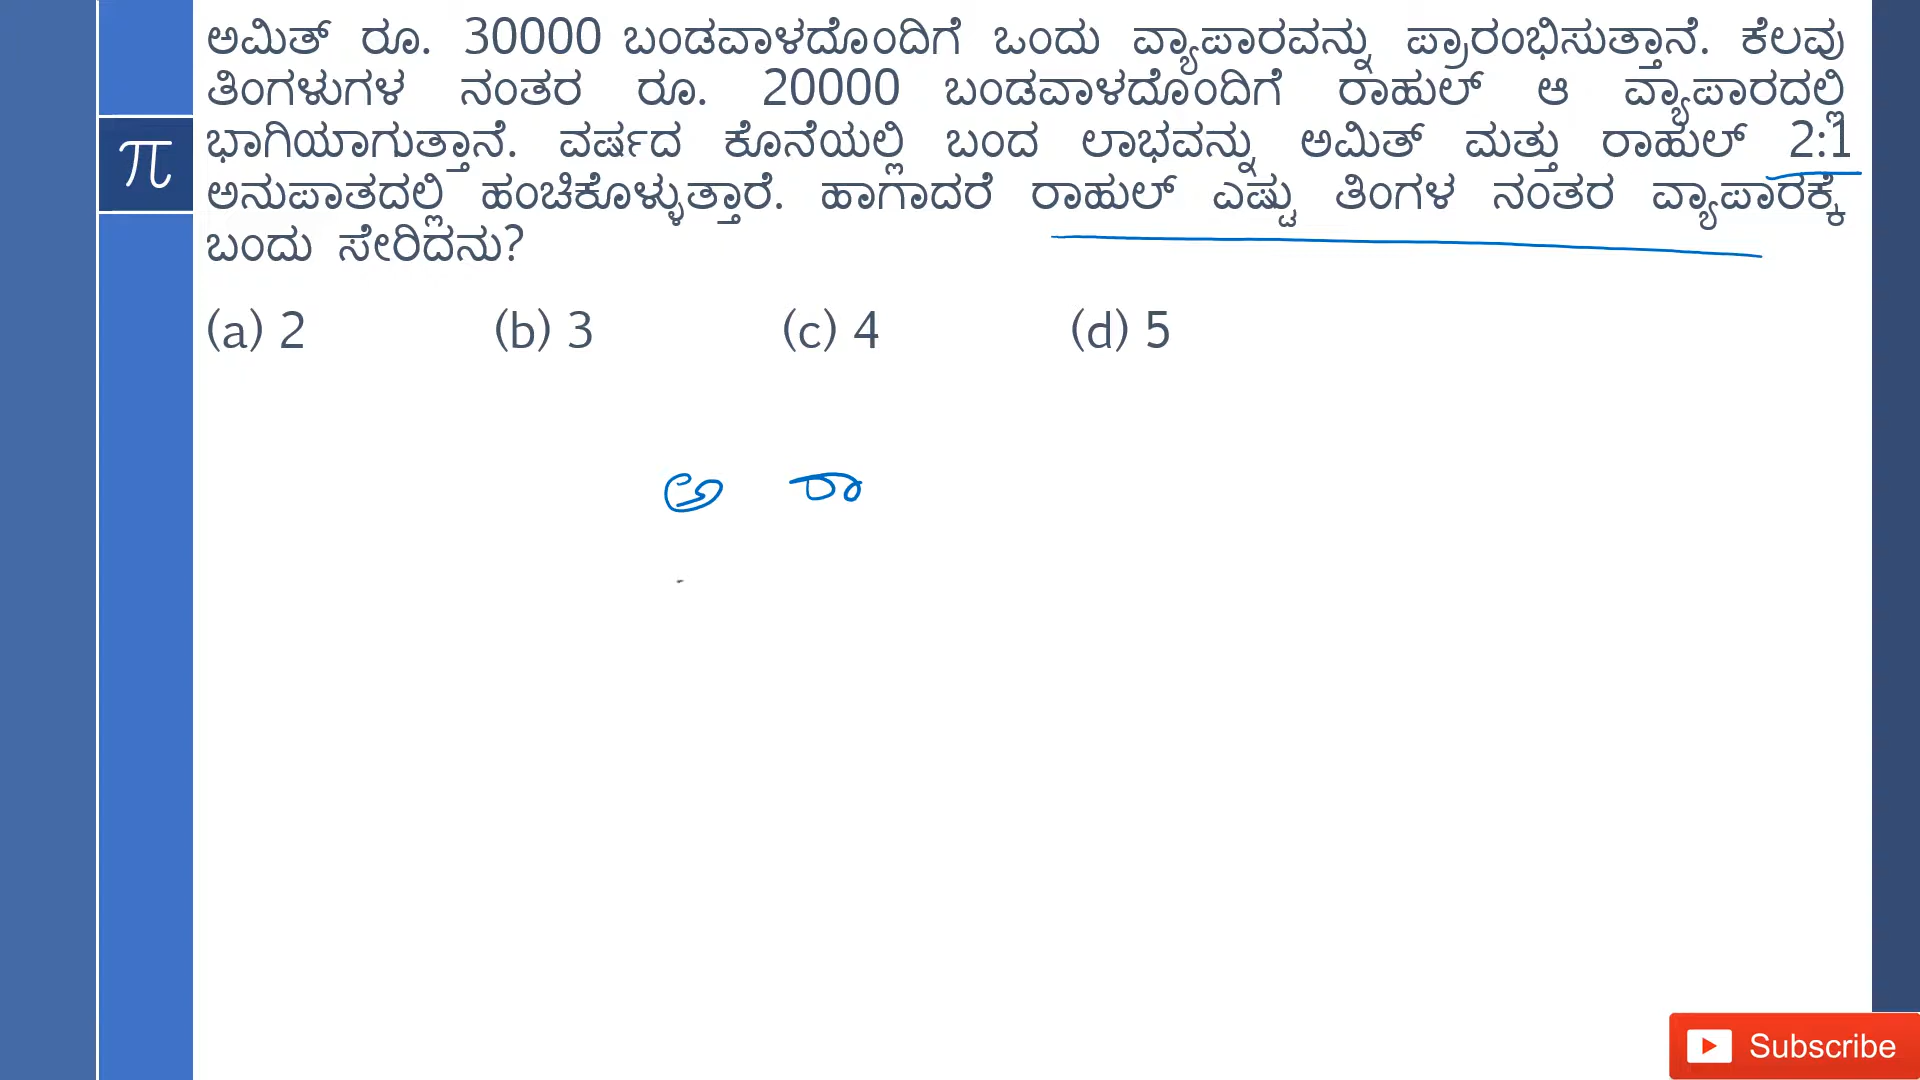 ಅಮಿತ್ ರೂ. 30000 ಬಂಡವಾಳದೊಂದಿಗೆ ಒಂದು ವ್ಯಾಪಾರವನ್ನು ಪ್ರಾರಂಭಿಸುತ್ತಾನೆ. ಕೆಲವು
ತಿಂಗಳುಗಳ ನಂತರ ರೂ. 20000 ಬಂಡವಾಳದೊಂದಿಗೆ ರಾಹುಲ್ ಆ ವ್ಯಾಪಾರದಲ್ಲಿ
π ಭಾಗಿಯಾಗುತ್ತಾನೆ. ವರ್ಷದ ಕೊನೆಯಲ್ಲಿ ಬಂದ ಲಾಭವನ್ನು ಅಮಿತ್ ಮತ್ತು ರಾಹುಲ್ 2:1
ಅನುಪಾತದಲ್ಲಿ ಹಂಚಿಕೊಳ್ಳುತ್ತಾರೆ. ಹಾಗಾದರೆ ರಾಹುಲ್ ಎಷ್ಟು ತಿಂಗಳ ನಂತರ ವ್ಯಾಪಾರಕ್ಕೆ
ಬಂದು ಸೇರಿದನು?
(a) 2 (b) 3 (c) 4 (d) 5
ಅ ರಾ
Subscribe